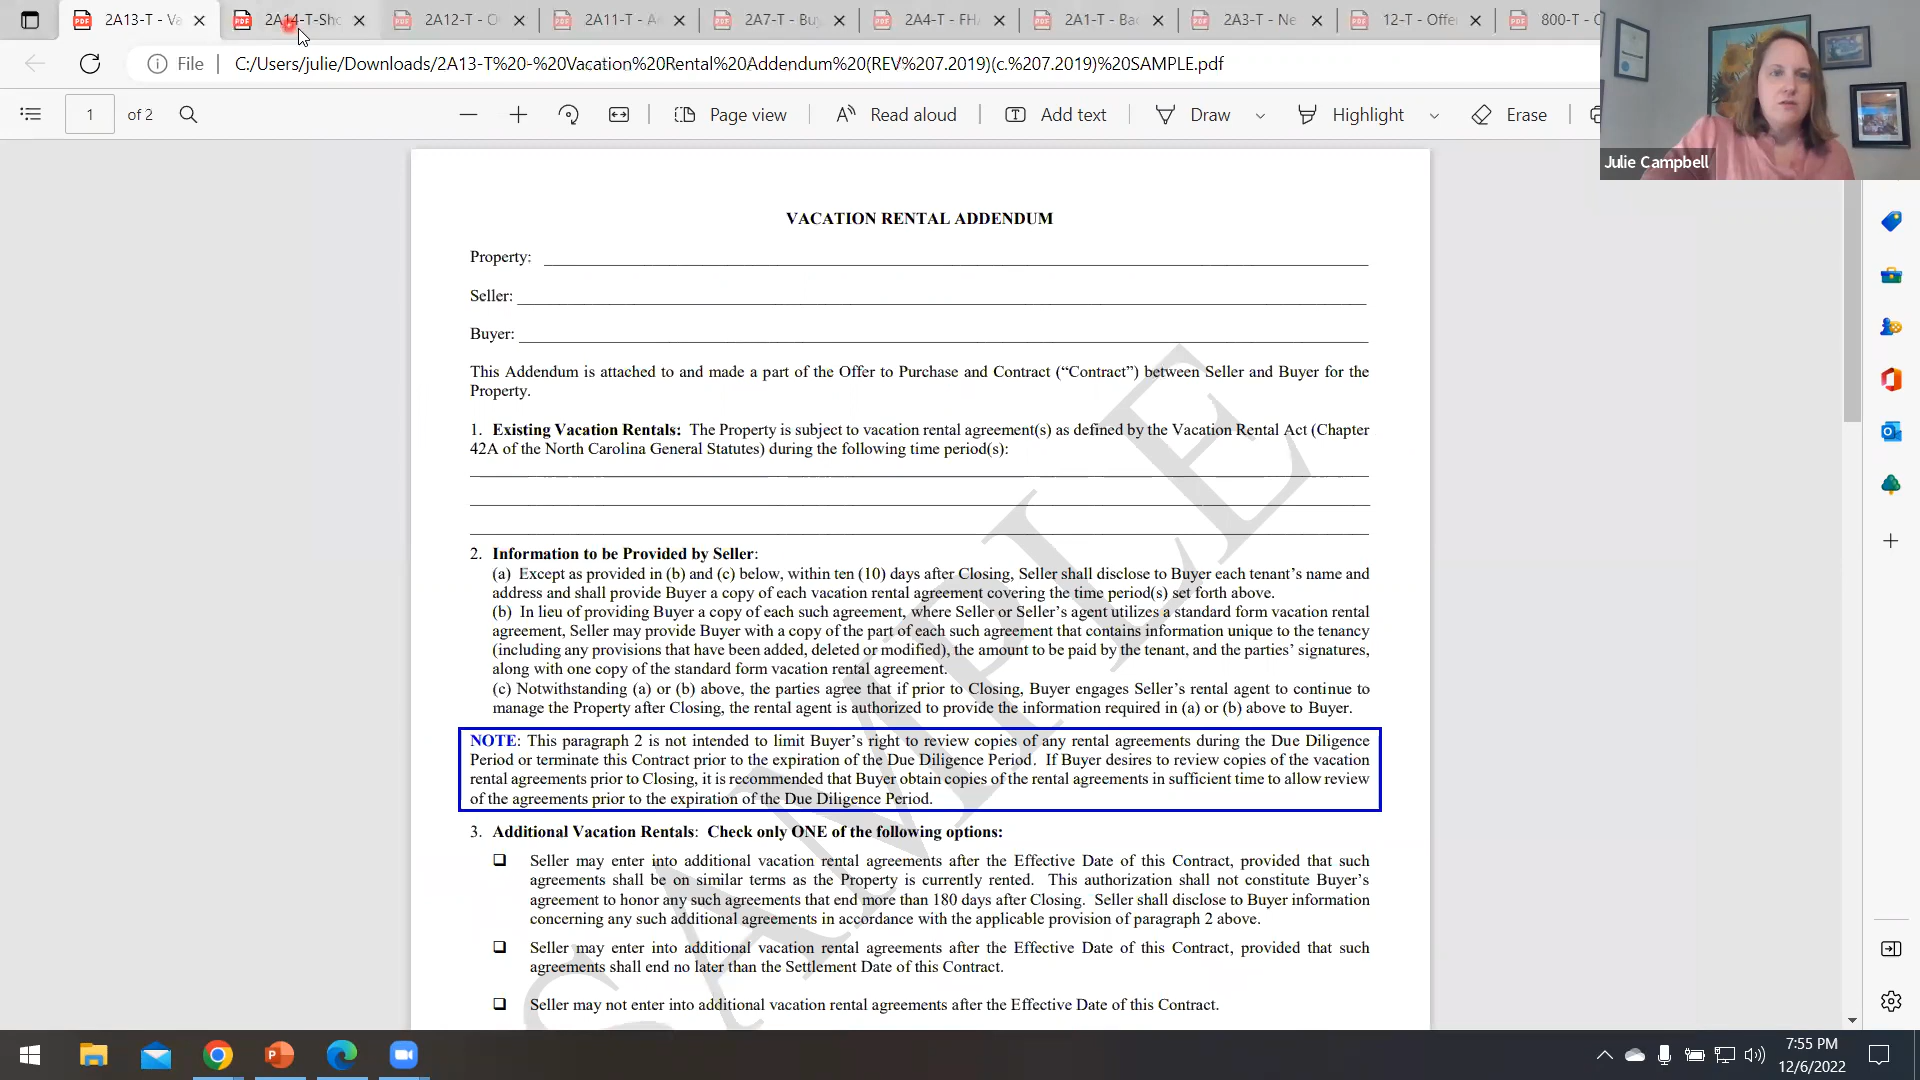 2A13-T - Va
2A14-T-Sho
2A12-T - O
2A11-T - A
2A7-T - Bu
2A4-T - FHA
2A1-T - Bac
2A3-T - Ne
12-T - Offe
800-T - C
File
C:/Users/julie/Downloads/2A13-T%20-%20Vacation%20Rental%20Addendum%20(REV%207.2019)(c.%207.2019)%20SAMPLE.pdf
1
of 2
Page view
Read aloud
Add text
Draw
Highlight
Erase
Julie Campbell
VACATION RENTAL ADDENDUM
Property:
Seller:
Buyer:
This Addendum is attached to and made a part of the Offer to Purchase and Contract (“Contract”) between Seller and Buyer for the
Property.
1. Existing Vacation Rentals: The Property is subject to vacation rental agreement(s) as defined by the Vacation Rental Act (Chapter
42A of the North Carolina General Statutes) during the following time period(s):
2. Information to be Provided by Seller:
(a) Except as provided in (b) and (c) below, within ten (10) days after Closing, Seller shall disclose to Buyer each tenant’s name and
address and shall provide Buyer a copy of each vacation rental agreement covering the time period(s) set forth above.
(b) In lieu of providing Buyer a copy of each such agreement, where Seller or Seller’s agent utilizes a standard form vacation rental
agreement, Seller may provide Buyer with a copy of the part of each such agreement that contains information unique to the tenancy
(including any provisions that have been added, deleted or modified), the amount to be paid by the tenant, and the parties’ signatures,
along with one copy of the standard form vacation rental agreement.
(c) Notwithstanding (a) or (b) above, the parties agree that if prior to Closing, Buyer engages Seller’s rental agent to continue to
manage the Property after Closing, the rental agent is authorized to provide the information required in (a) or (b) above to Buyer.
NOTE: This paragraph 2 is not intended to limit Buyer’s right to review copies of any rental agreements during the Due Diligence
Period or terminate this Contract prior to the expiration of the Due Diligence Period. If Buyer desires to review copies of the vacation
rental agreements prior to Closing, it is recommended that Buyer obtain copies of the rental agreements in sufficient time to allow review
of the agreements prior to the expiration of the Due Diligence Period.
3. Additional Vacation Rentals: Check only ONE of the following options:
Seller may enter into additional vacation rental agreements after the Effective Date of this Contract, provided that such
agreements shall be on similar terms as the Property is currently rented. This authorization shall not constitute Buyer’s
agreement to honor any such agreements that end more than 180 days after Closing. Seller shall disclose to Buyer information
concerning any such additional agreements in accordance with the applicable provision of paragraph 2 above.
Seller may enter into additional vacation rental agreements after the Effective Date of this Contract, provided that such
agreements shall end no later than the Settlement Date of this Contract.
Seller may not enter into additional vacation rental agreements after the Effective Date of this Contract.
SAMPLE
7:55 PM
12/6/2022